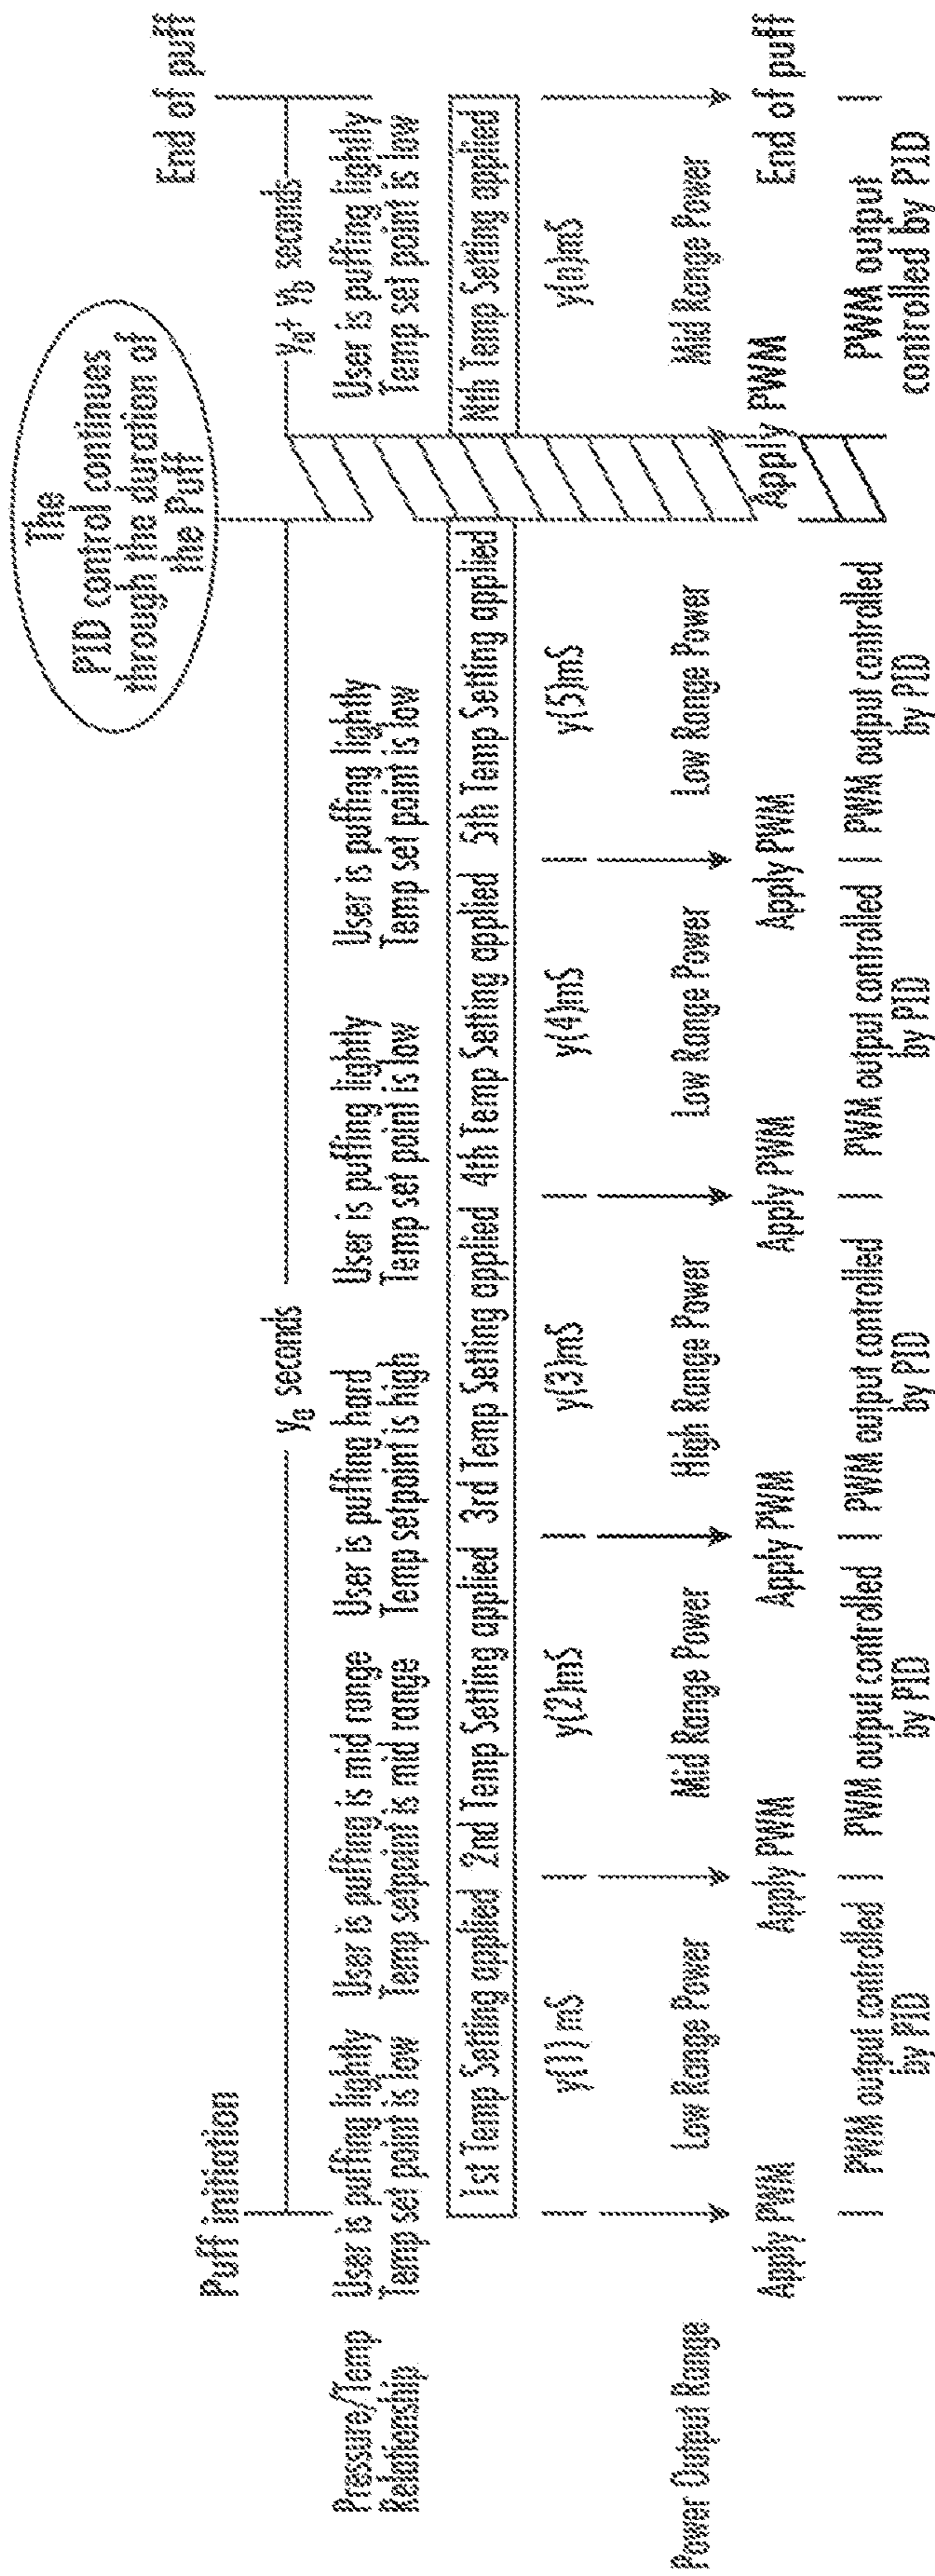 The
PID control continues
through the duration of
the Puff
Puff initiation
End of puff
yₐ seconds
yₐ+ y_b seconds
Pressure/Temp
Relationship
User is puffing lightly
Temp set point is low
User is puffing is mid range
Temp setpoint is mid range
User is puffing hard
Temp setpoint is high
User is puffing lightly
Temp set point is low
User is puffing lightly
Temp set point is low
User is puffing lightly
Temp set point is low
1st Temp Setting applied
2nd Temp Setting applied
3rd Temp Setting applied
4th Temp Setting applied
5th Temp Setting applied
Nth Temp Setting applied
y(1) mS
y(2)mS
y(3)mS
y(4)mS
y(5)mS
y(n)mS
Power Output Range
Low Range Power
Mid Range Power
High Range Power
Low Range Power
Low Range Power
Mid Range Power
Apply PWM
Apply PWM
Apply PWM
Apply PWM
Apply PWM
Apply PWM
End of puff
PWM output controlled
by PID
PWM output controlled
by PID
PWM output controlled
by PID
PWM output controlled
by PID
PWM output controlled
by PID
PWM output
controlled by PID